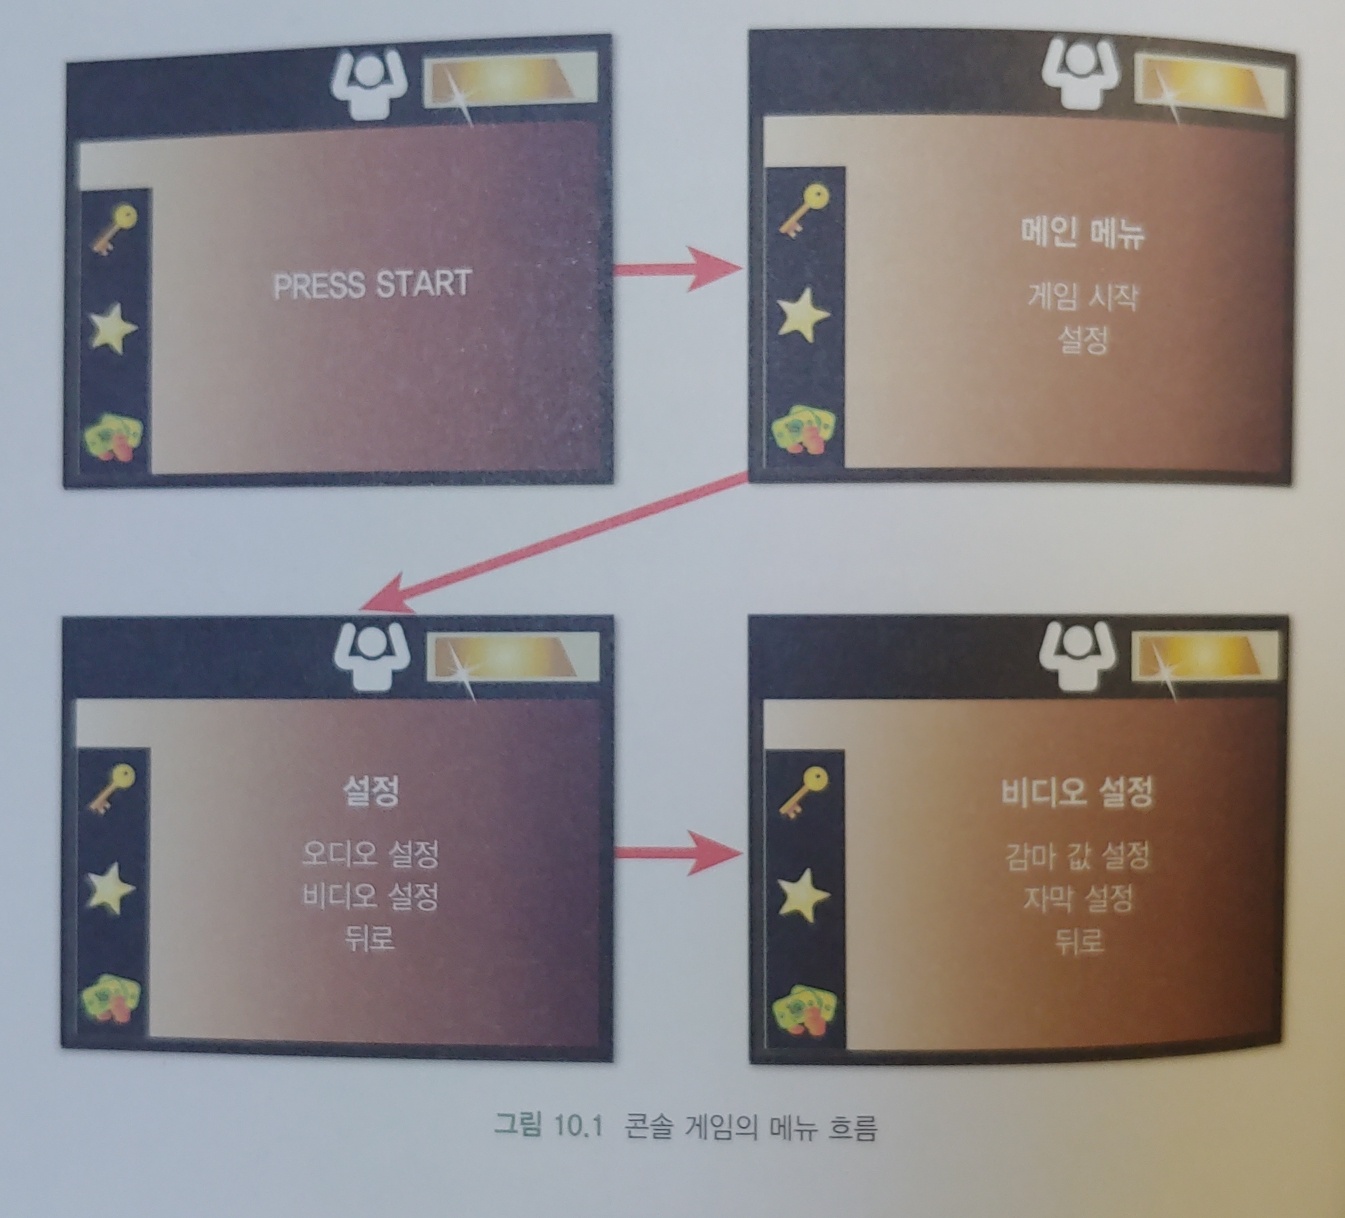 PRESS START
메인 메뉴
게임 시작
설정
설정
오디오 설정
비디오 설정
뒤로
비디오 설정
감마 값 설정
자막 설정
뒤로
그림 10.1 콘솔 게임의 메뉴 흐름